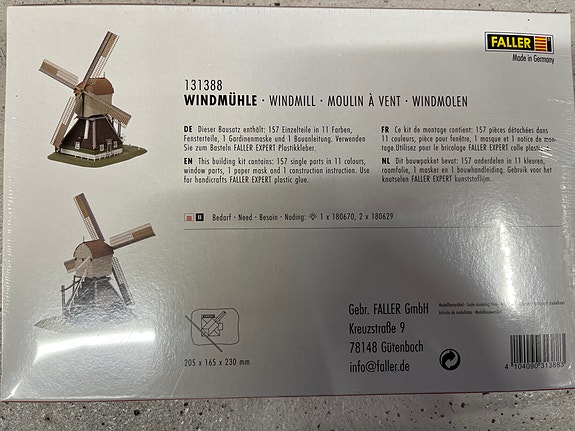 FALLER
Made in Germany
131388
WINDMÜHLE · WINDMILL · MOULIN À VENT · WINDMOLEN
DE Dieser Bausatz enthält: 157 Einzelteile in 11 Farben,
Fensterteile, 1 Gardinenmaske und 1 Bauanleitung. Verwenden
Sie zum Basteln FALLER EXPERT Plastikkleber.
EN This building kit contains: 157 single parts in 11 colours,
window parts, 1 paper mask and 1 construction instruction. Use
for handicrafts FALLER EXPERT plastic glue.
FR Ce kit de montage contient: 157 pièces détachées dans
11 couleurs, pièce pour fenêtre, 1 masque et 1 notice de mon-
tage. Utilisez pour le bricolage FALLER EXPERT colle
NL Dit bouwpakket bevat: 157 onderdelen in 11 kleuren,
raamfolie, 1 masker en 1 bouwhandleiding. Gebruik voor het
knutselen FALLER EXPERT kunststoflijm.
Bedarf · Need · Besoin · Nodig: 1 x 180670, 2 x 180629
205 x 165 x 230 mm
Gebr. FALLER GmbH
Kreuzstraße 9
78148 Gütenbach
info@faller.de
4 104090 313883